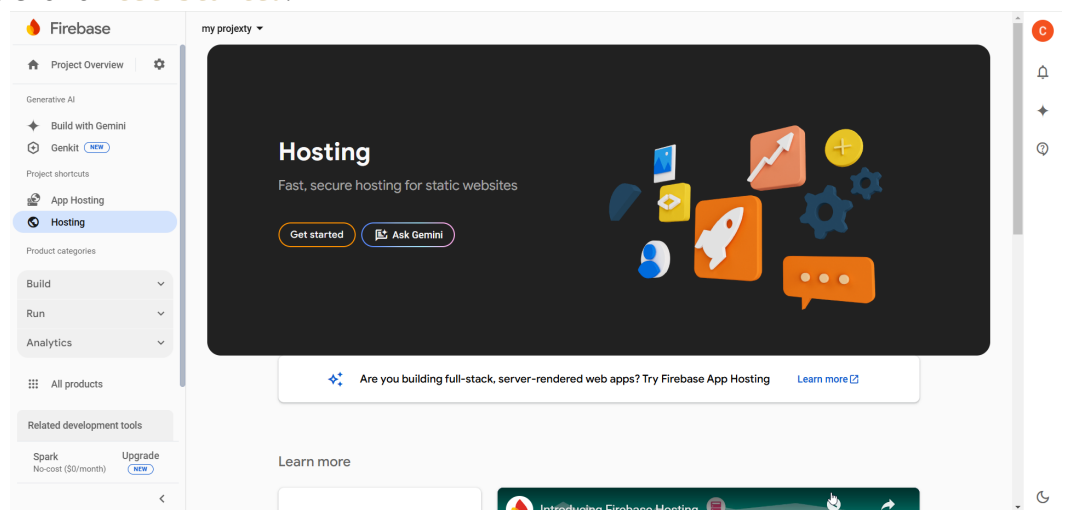 Firebase
my projexty
C
Project Overview
Generative AI
Build with Gemini
Genkit NEW
Project shortcuts
App Hosting
Hosting
Product categories
Build
Run
Analytics
All products
Related development tools
Spark
No-cost ($0/month)
Upgrade
NEW
Hosting
Fast, secure hosting for static websites
Get started
Ask Gemini
Are you building full-stack, server-rendered web apps? Try Firebase App Hosting Learn more
Learn more
Introducing Firebase Hosting